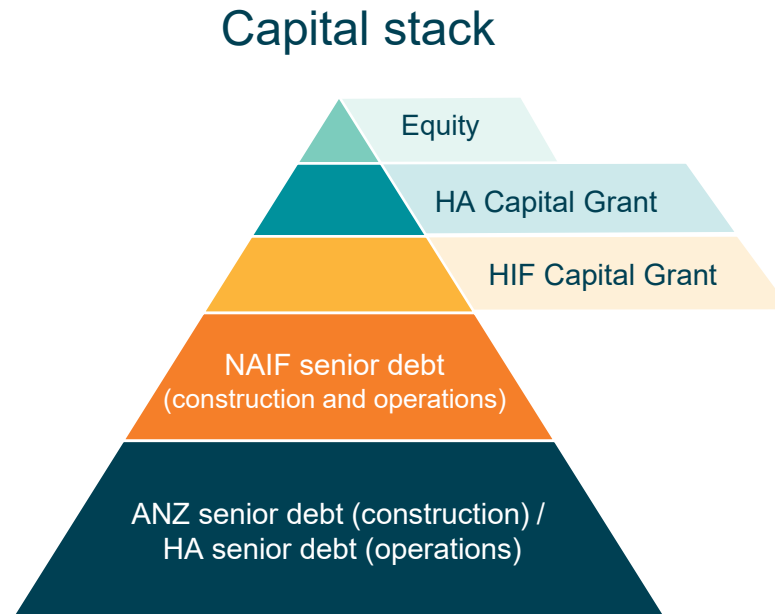 Capital stack
Equity
HA Capital Grant
HIF Capital Grant
NAIF senior debt
(construction and operations)
ANZ senior debt (construction) /
HA senior debt (operations)